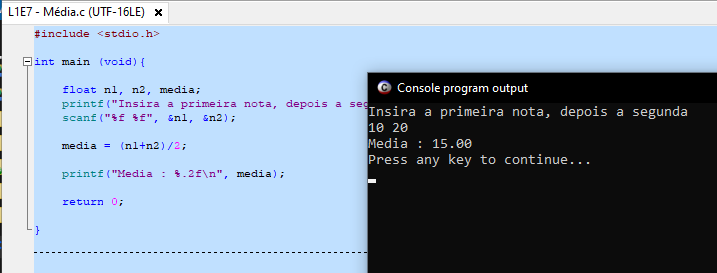 L1E7 - Média.c (UTF-16LE)
#include <stdio.h>
int main (void){
float n1, n2, media;
printf("Insira a primeira nota, depois a seg
scanf("%f %f", &n1, &n2);
media = (n1+n2)/2;
printf("Media : %.2f\n", media);
return 0;
}
Console program output
Insira a primeira nota, depois a segunda
10 20
Media : 15.00
Press any key to continue...